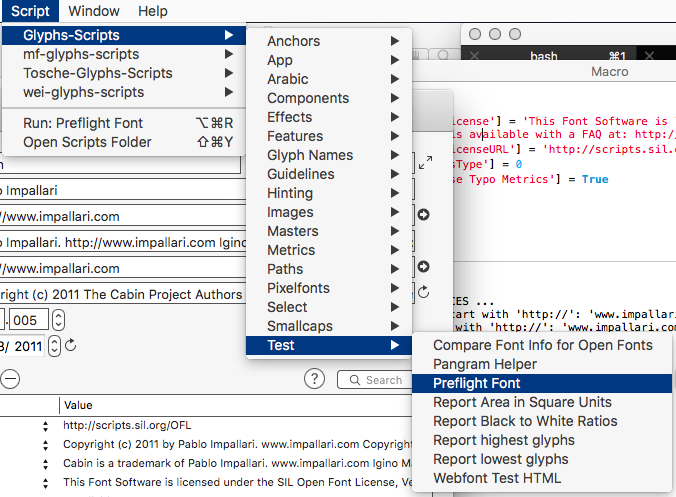 Script Window Help
Glyphs-Scripts
mf-glyphs-scripts
Tosche-Glyphs-Scripts
wei-glyphs-scripts
Run: Preflight Font ⌥⌘R
Open Scripts Folder ⇧⌘Y
Anchors
App
Arabic
Components
Effects
Features
Glyph Names
Guidelines
Hinting
Images
Masters
Metrics
Paths
Pixelfonts
Select
Smallcaps
Test
Compare Font Info for Open Fonts
Pangram Helper
Preflight Font
Report Area in Square Units
Report Black to White Ratios
Report highest glyphs
Report lowest glyphs
Webfont Test HTML
bash ⌘1
Macro
icense'] = 'This Font Software is
s available with a FAQ at: http:/
icenseURL'] = 'http://scripts.sil.
sType'] = 0
se Typo Metrics'] = True
CES ...
tart with 'http://': 'www.impallar
with 'http://': 'www.impallari.com
o Impallari
//www.impallari.com
o Impallari. http://www.impallari.com Igino
//www.impallari.com
right (c) 2011 The Cabin Project Authors
.005
8/ 2011
? Search
Value
http://scripts.sil.org/OFL
Copyright (c) 2011 by Pablo Impallari. www.impallari.com Copyright
Cabin is a trademark of Pablo Impallari. www.impallari.com Igino M
This Font Software is licensed under the SIL Open Font License, Ve